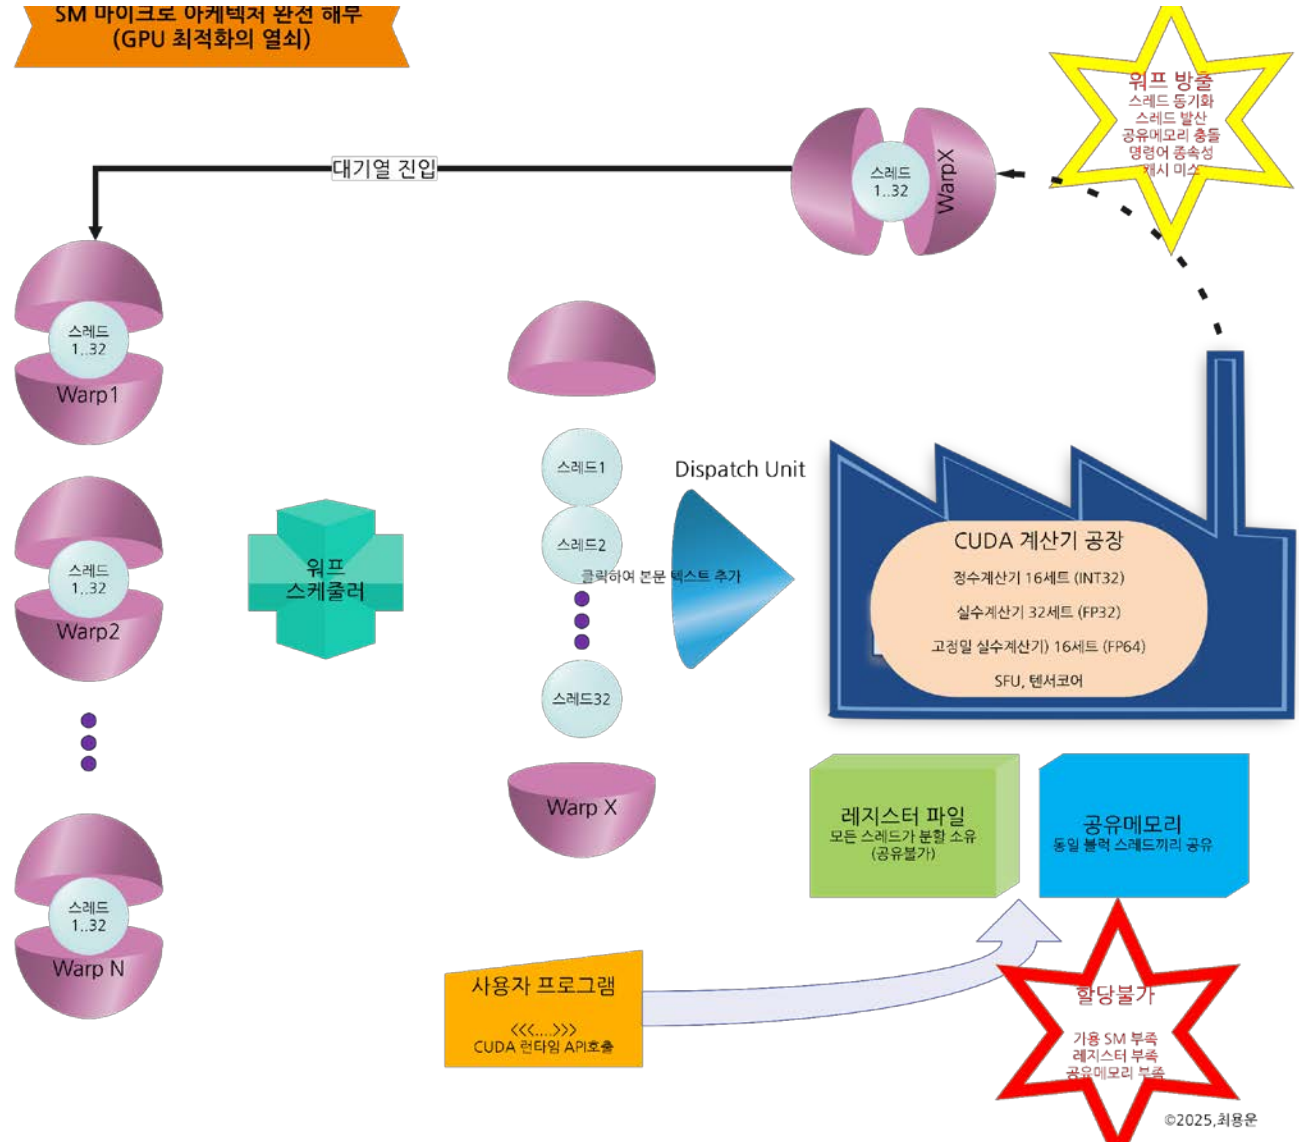 SM 마이크로 아케텍처 완전 해부
(GPU 최적화의 열쇠)
워프 방출
스레드 동기화
스레드 발산
공유메모리 충돌
명령어 종속성
캐시 미스
대기열 진입
스레드
1..32
WarpX
스레드
1..32
Warp1
스레드
1..32
Warp2
스레드
1..32
Warp N
워프
스케줄러
스레드1
스레드2
클릭하여 본문 텍스트 추가
스레드32
Warp X
Dispatch Unit
CUDA 계산기 공장
정수계산기 16세트 (INT32)
실수계산기 32세트 (FP32)
고정밀 실수계산기) 16세트 (FP64)
SFU, 텐서코어
레지스터 파일
모든 스레드가 분할 소유
(공유불가)
공유메모리
동일 블럭 스레드끼리 공유
사용자 프로그램
<<<....>>>
CUDA 런타임 API호출
할당불가
가용 SM 부족
레지스터 부족
공유메모리 부족
©2025,최용운